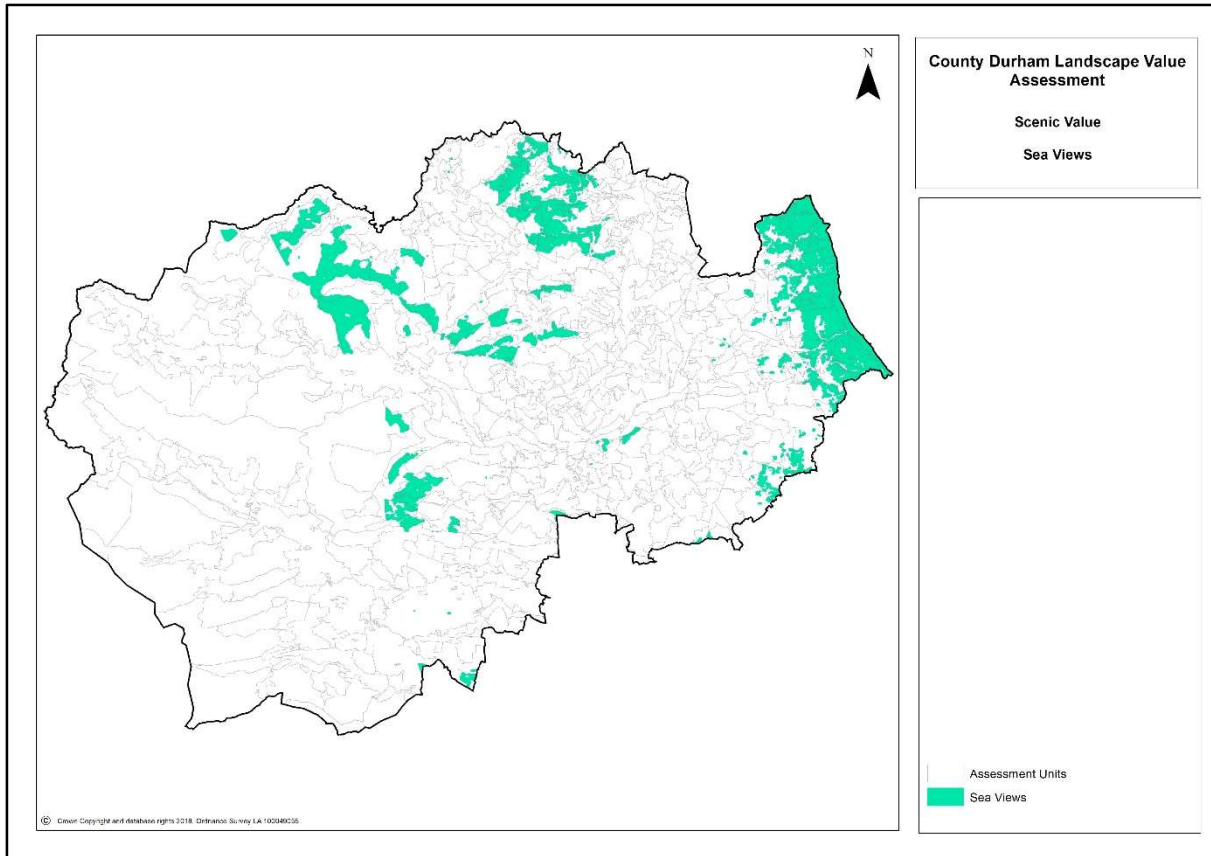 N
County Durham Landscape Value
Assessment
Scenic Value
Sea Views
Assessment Units
Sea Views
© Crown Copyright and database rights 2018. Ordnance Survey LA 100049055